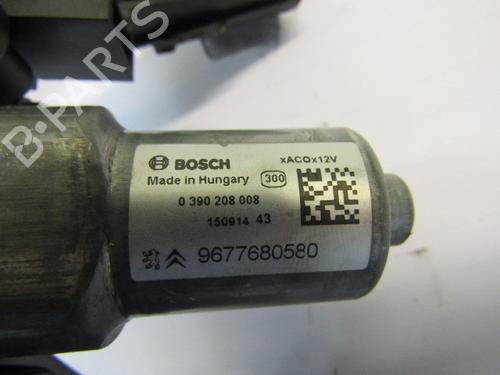 BOSCH xACOx12V
Made in Hungary 300
0 390 208 008
150914 43
9677680580
B-PARTS